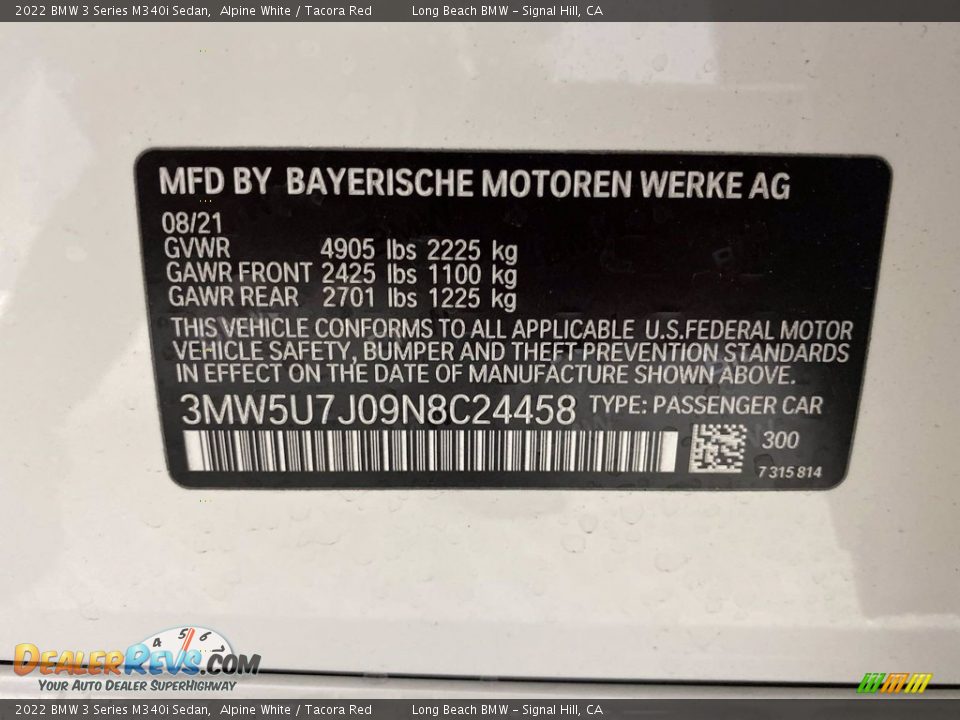 2022 BMW 3 Series M340i Sedan, Alpine White / Tacora Red Long Beach BMW - Signal Hill, CA
MFD BY BAYERISCHE MOTOREN WERKE AG
08/21
GVWR 4905 lbs 2225 kg
GAWR FRONT 2425 lbs 1100 kg
GAWR REAR 2701 lbs 1225 kg
THIS VEHICLE CONFORMS TO ALL APPLICABLE U.S.FEDERAL MOTOR
VEHICLE SAFETY, BUMPER AND THEFT PREVENTION STANDARDS
IN EFFECT ON THE DATE OF MANUFACTURE SHOWN ABOVE.
3MW5U7J09N8C24458 TYPE: PASSENGER CAR
300
7315814
4 5 6 7
DEALERREVS.COM
YOUR AUTO DEALER SUPERHIGHWAY
2022 BMW 3 Series M340i Sedan, Alpine White / Tacora Red Long Beach BMW - Signal Hill, CA